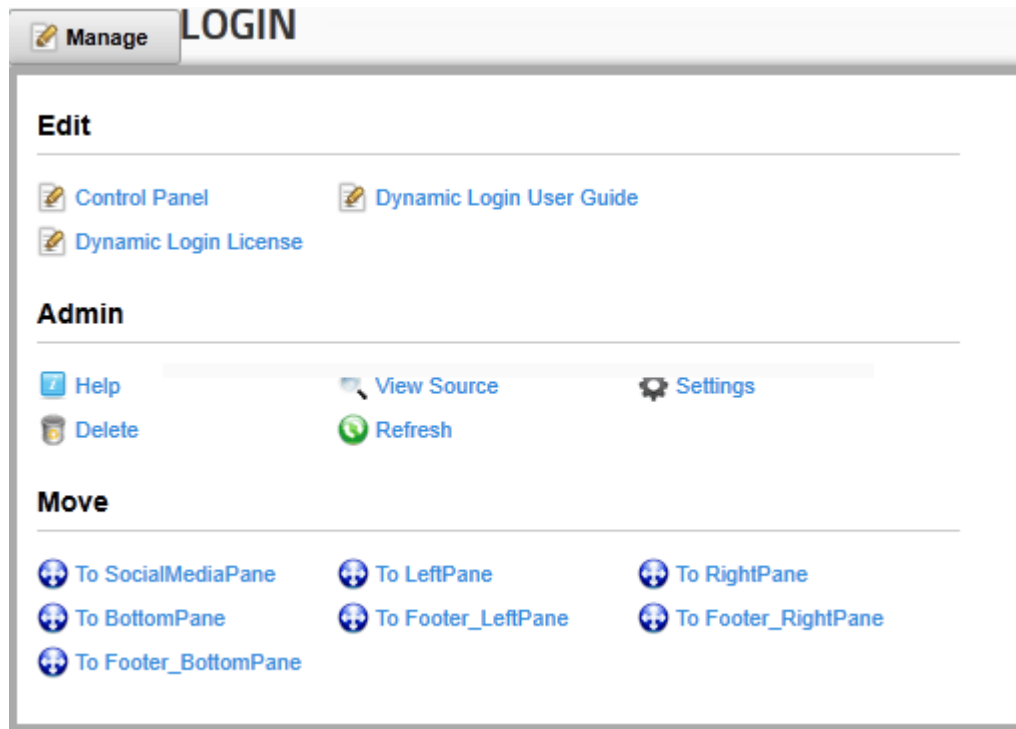 Manage LOGIN
Edit
Control Panel Dynamic Login User Guide
Dynamic Login License
Admin
Help View Source Settings
Delete Refresh
Move
To SocialMediaPane To LeftPane To RightPane
To BottomPane To Footer_LeftPane To Footer_RightPane
To Footer_BottomPane